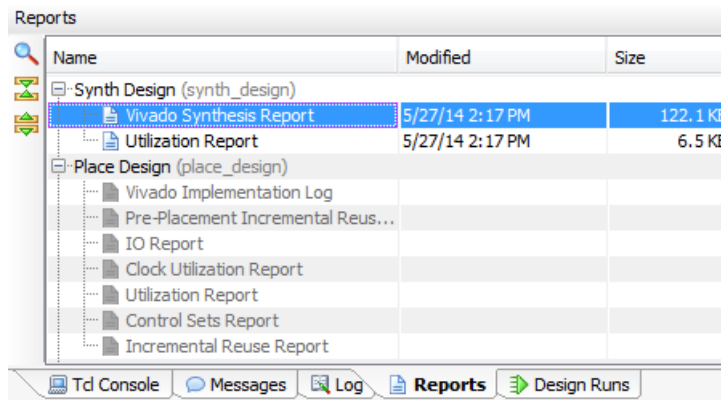 Reports
Name Modified Size
Synth Design (synth_design)
Vivado Synthesis Report 5/27/14 2:17 PM 122.1 KB
Utilization Report 5/27/14 2:17 PM 6.5 KB
Place Design (place_design)
Vivado Implementation Log
Pre-Placement Incremental Reus...
IO Report
Clock Utilization Report
Utilization Report
Control Sets Report
Incremental Reuse Report
Tcl Console Messages Log Reports Design Runs